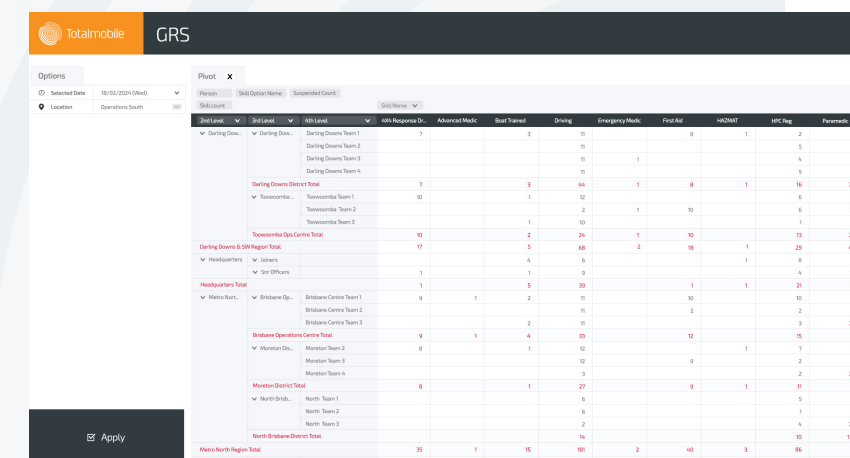 Totalmobile GRS
Options Pivot X
Person Skill Option Name Suspended Count
Selected Date 18/02/2024 (Wed)
Location Operations South
Skill count Skill Name
2nd Level 3rd Level 4th Level 4X4 Response Dr... Advanced Medic Boat Trained Driving Emergency Medic First Aid HAZMAT HPC Reg Paramedic
Darling Dow... Darling Dow... Darling Downs Team 1 7 3 11 8 1 2
Darling Downs Team 2 11 5
Darling Downs Team 3 11 1 4
Darling Downs Team 4 11 5
Darling Downs District Total 7 3 44 1 8 1 16
Toowoomba... Toowoomba Team 1 10 1 12 6
Toowoomba Team 2 2 1 10 6
Toowoomba Team 3 1 10 1
Toowoomba Ops Centre Total 10 2 24 1 10 13
Darling Downs & SW Region Total 17 5 68 2 18 1 29
Headquarters Joiners 4 6 1 8
Snr Officers 1 1 9 4
Headquarters Total 1 5 39 1 1 21
Metro Nort... Brisbane Op... Brisbane Centre Team 1 9 1 2 11 10 10
Brisbane Centre Team 2 11 2 2
Brisbane Centre Team 3 2 11 3
Brisbane Operations Centre Total 9 1 4 33 12 15
Moreton Dis... Moreton Team 2 8 1 12 1 7
Moreton Team 3 12 9 2
Moreton Team 4 3 2
Moreton District Total 8 1 27 9 1 11
North Brisb... North Team 1 6 5
North Team 2 6 1
North Team 3 2 4
North Brisbane District Total 14 10
Apply
Metro North Region Total 35 1 15 181 2 40 3 86